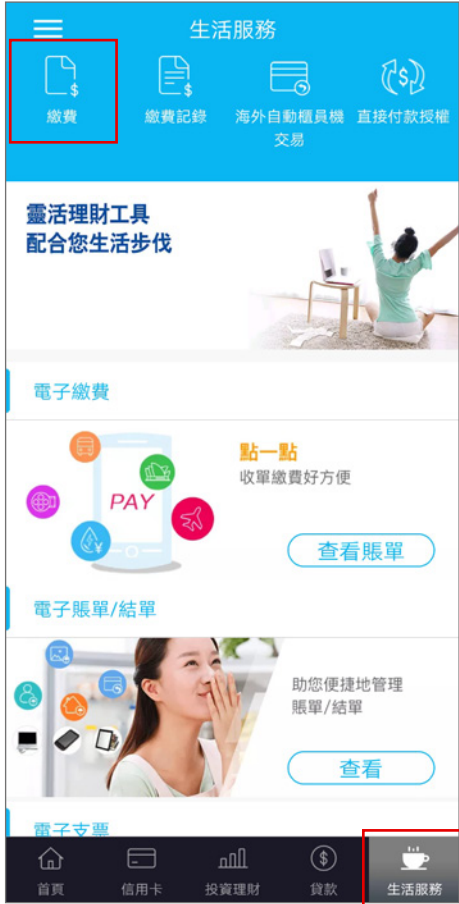 生活服務
繳費
繳費記錄
海外自動櫃員機
交易
直接付款授權
靈活理財工具
配合您生活步伐
電子繳費
PAY
點一點
收單繳費好方便
查看賬單
電子賬單/結單
助您便捷地管理
賬單/結單
查看
電子支票
首頁
信用卡
投資理財
貸款
生活服務